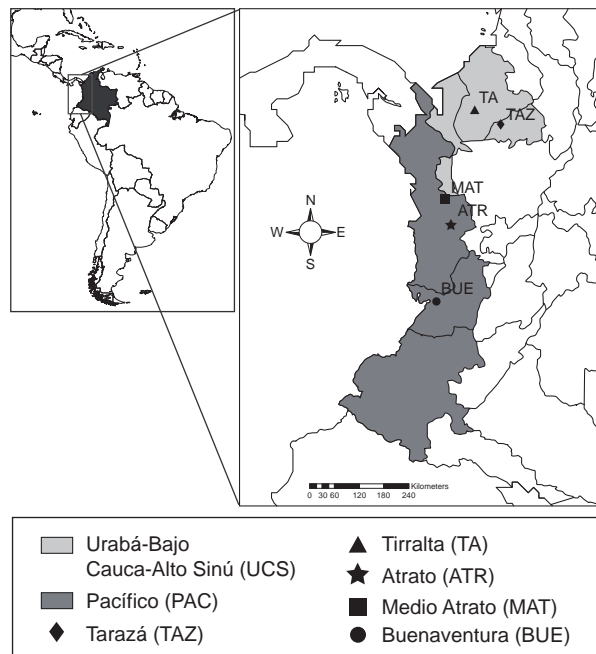 TA
TAZ
MAT
ATR
N
W E
S
BUE
0 30 60 120 180 240 Kilometers
Urabá-Bajo
Cauca-Alto Sinú (UCS)
Pacífico (PAC)
Tarazá (TAZ)
Tirralta (TA)
Atrato (ATR)
Medio Atrato (MAT)
Buenaventura (BUE)